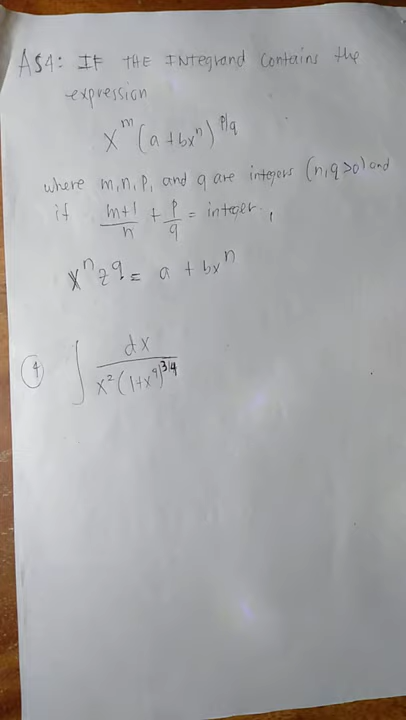 AS4: IF THE Integrand contains the
expression
x^m (a + bx^n)^p/q
where m, n, p, and q are integers (n, q > 0) and
if (m+1)/n + p/q = integer,
x^n z^q = a + bx^n
④ ∫ dx / (x^2 (1+x^4)^3/4)